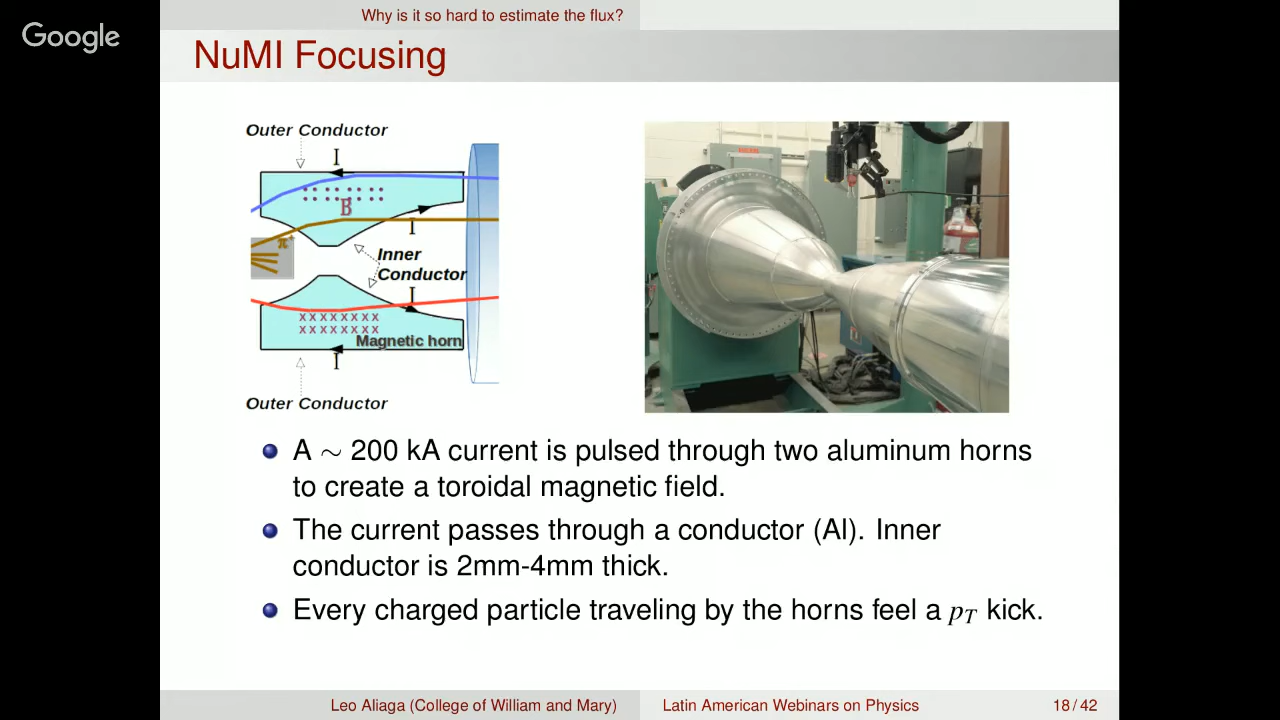 Google
Why is it so hard to estimate the flux?
NuMI Focusing
Outer Conductor
I
B
I
π+
Inner
Conductor
I
x x x x x x x x
x x x x x x x x
Magnetic horn
I
Outer Conductor
A ∼ 200 kA current is pulsed through two aluminum horns
to create a toroidal magnetic field.
The current passes through a conductor (Al). Inner
conductor is 2mm-4mm thick.
Every charged particle traveling by the horns feel a pT kick.
Leo Aliaga (College of William and Mary)
Latin American Webinars on Physics
18 / 42